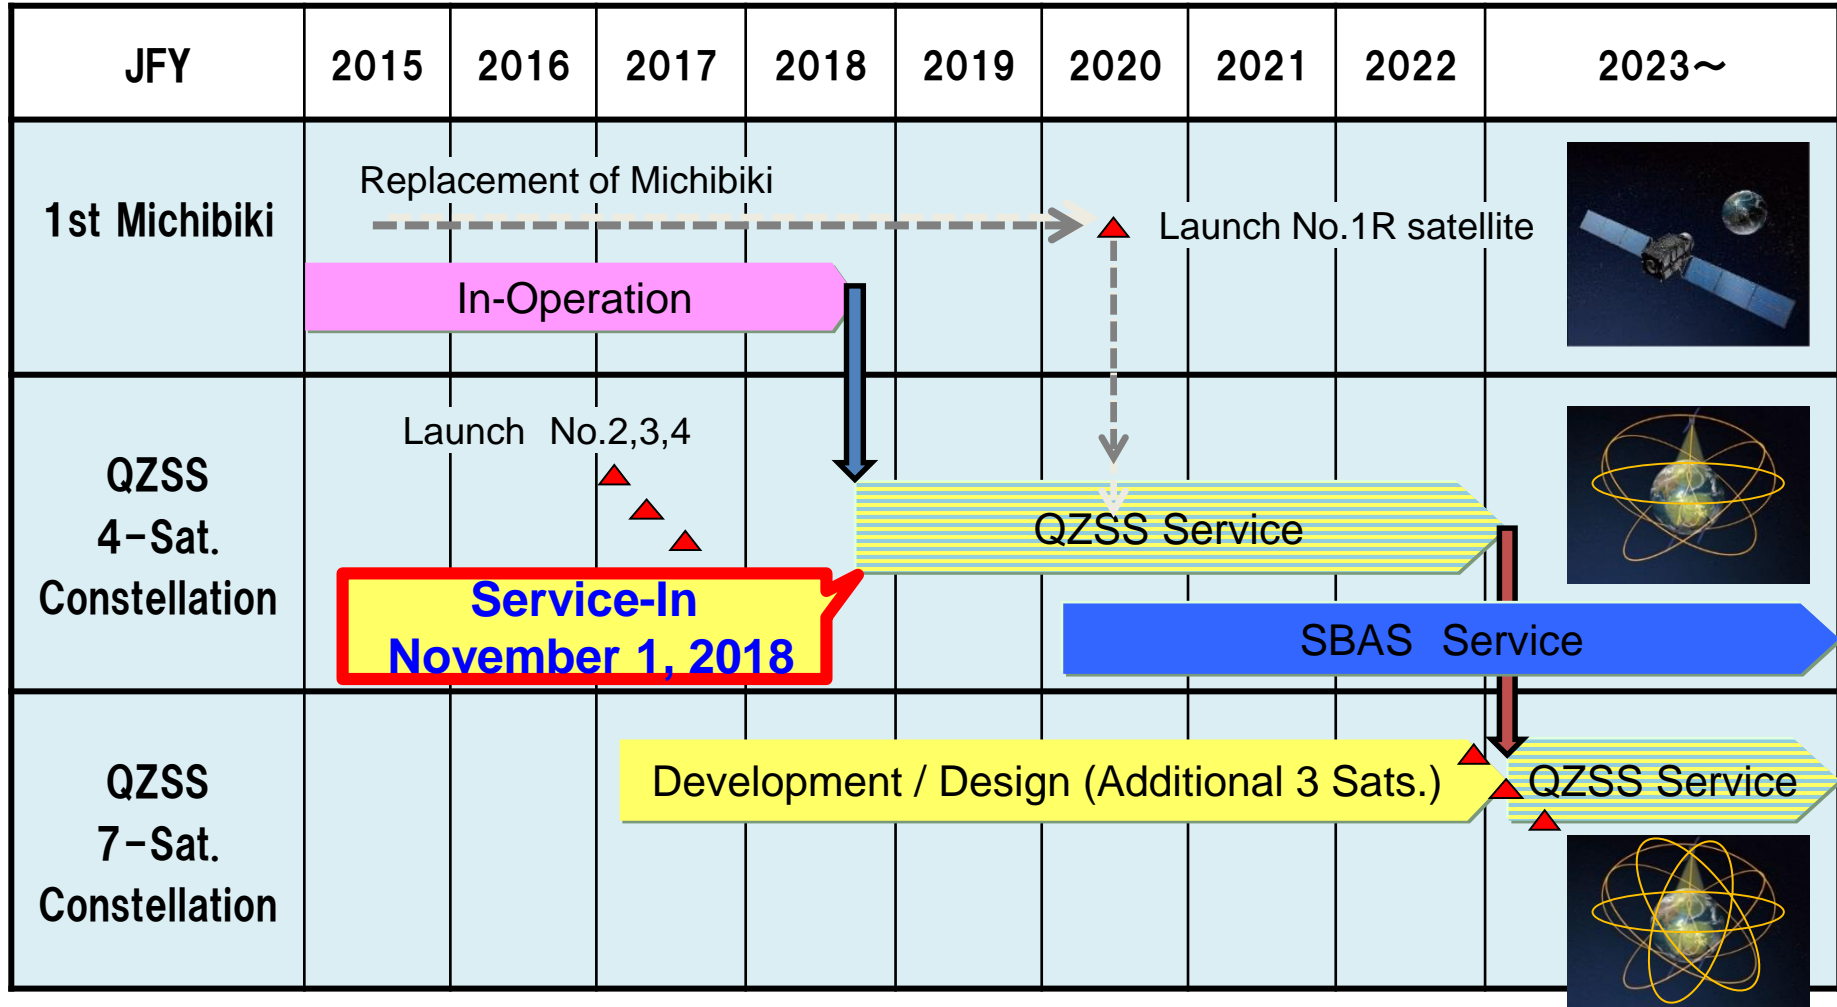 JFY 2015 2016 2017 2018 2019 2020 2021 2022 2023～
1st Michibiki
Replacement of Michibiki
Launch No.1R satellite
In-Operation
QZSS
4-Sat.
Constellation
Launch No.2,3,4
QZSS Service
Service-In
November 1, 2018
SBAS Service
QZSS
7-Sat.
Constellation
Development / Design (Additional 3 Sats.)
QZSS Service